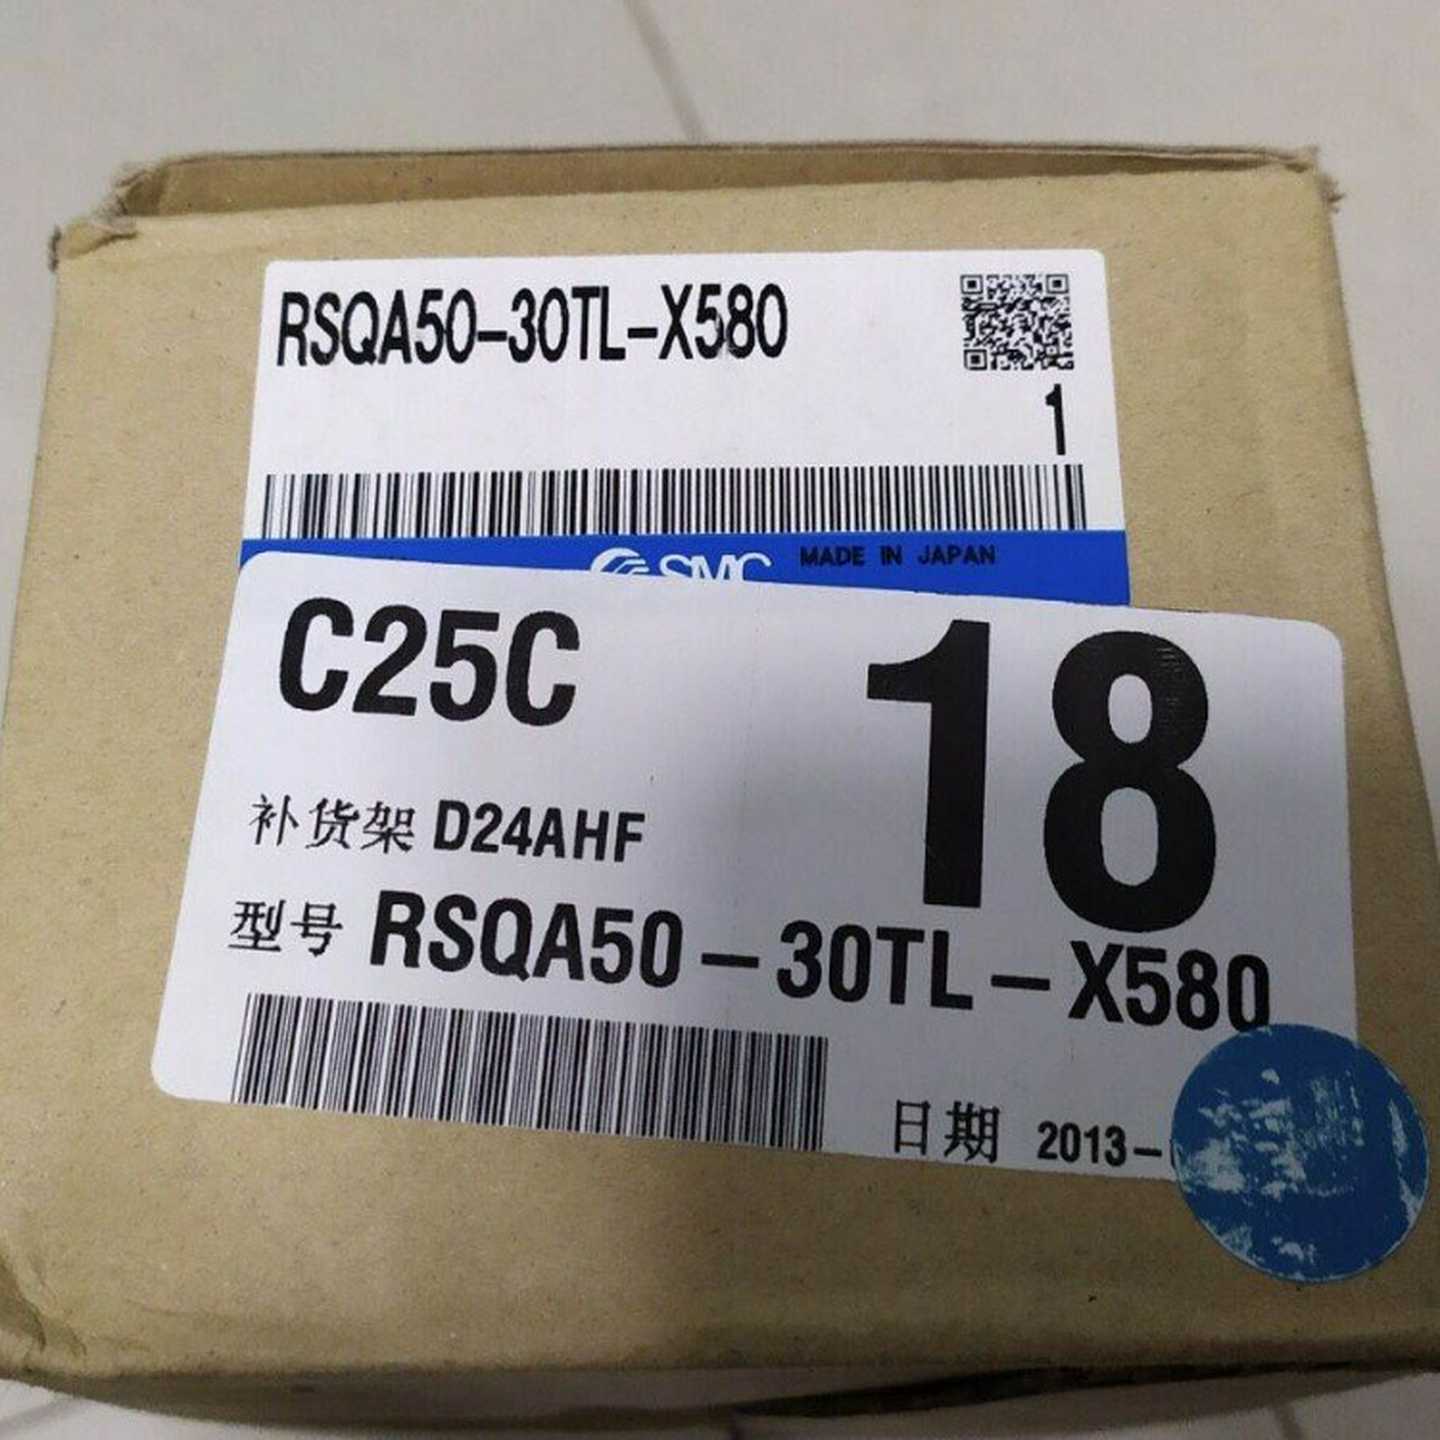 RSQA50-30TL-X580
1
SMC MADE IN JAPAN
C25C 18
补货架 D24AHF
型号 RSQA50-30TL-X580
日期 2013-